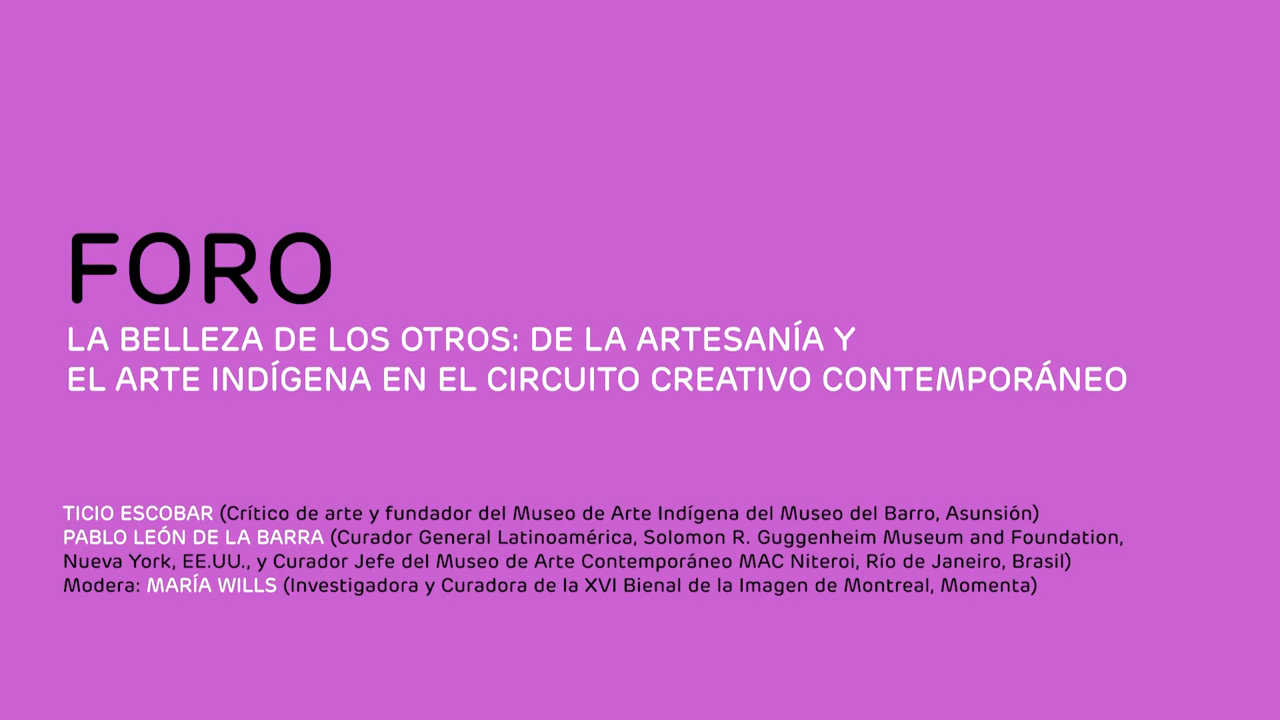 FORO
LA BELLEZA DE LOS OTROS: DE LA ARTESANÍA Y
EL ARTE INDÍGENA EN EL CIRCUITO CREATIVO CONTEMPORÁNEO
TICIO ESCOBAR (Crítico de arte y fundador del Museo de Arte Indígena del Museo del Barro, Asunsión)
PABLO LEÓN DE LA BARRA (Curador General Latinoamérica, Solomon R. Guggenheim Museum and Foundation,
Nueva York, EE.UU., y Curador Jefe del Museo de Arte Contemporáneo MAC Niteroi, Río de Janeiro, Brasil)
Modera: MARÍA WILLS (Investigadora y Curadora de la XVI Bienal de la Imagen de Montreal, Momenta)